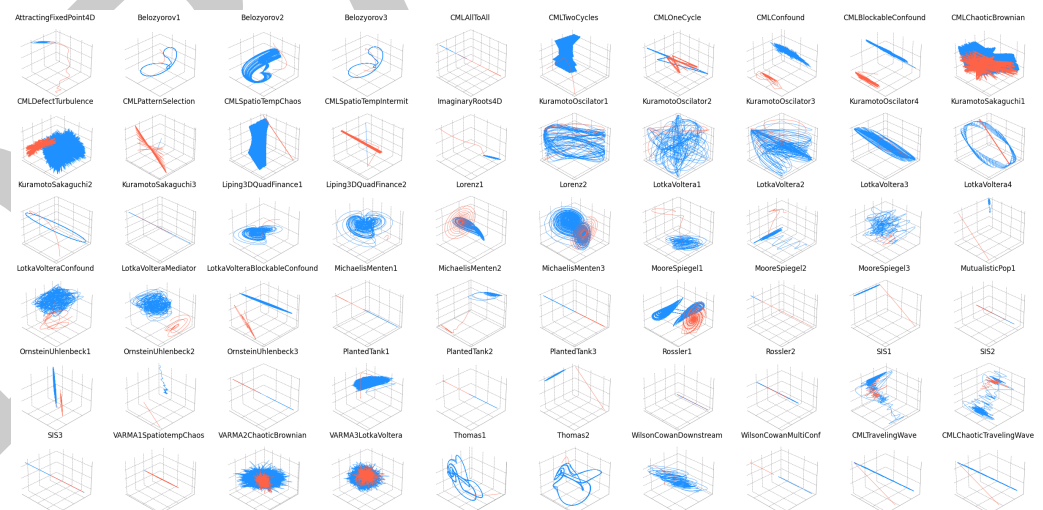 AttractingFixedPoint4D Belozyorov1 Belozyorov2 Belozyorov3 CMLAllToAll CMLTwoCycles CMLOneCycle CMLConfound CMLBlockableConfound CMLChaoticBrownian
CMLDefectTurbulence CMLPatternSelection CMLSpatioTempChaos CMLSpatioTempIntermit ImaginaryRoots4D KuramotoOscilator1 KuramotoOscilator2 KuramotoOscilator3 KuramotoOscilator4 KuramotoSakaguchi1
KuramotoSakaguchi2 KuramotoSakaguchi3 Liping3DQuadFinance1 Liping3DQuadFinance2 Lorenz1 Lorenz2 LotkaVoltera1 LotkaVoltera2 LotkaVoltera3 LotkaVoltera4
LotkaVolteraConfound LotkaVolteraMediator LotkaVolteraBlockableConfound MichaelisMenten1 MichaelisMenten2 MichaelisMenten3 MooreSpiegel1 MooreSpiegel2 MooreSpiegel3 MutualisticPop1
OrnsteinUhlenbeck1 OrnsteinUhlenbeck2 OrnsteinUhlenbeck3 PlantedTank1 PlantedTank2 PlantedTank3 Rossler1 Rossler2 SIS1 SIS2
SIS3 VARMA1SpatiotempChaos VARMA2ChaoticBrownian VARMA3LotkaVoltera Thomas1 Thomas2 WilsonCowanDownstream WilsonCowanMultiConf CMLTravelingWave CMLChaoticTravelingWave